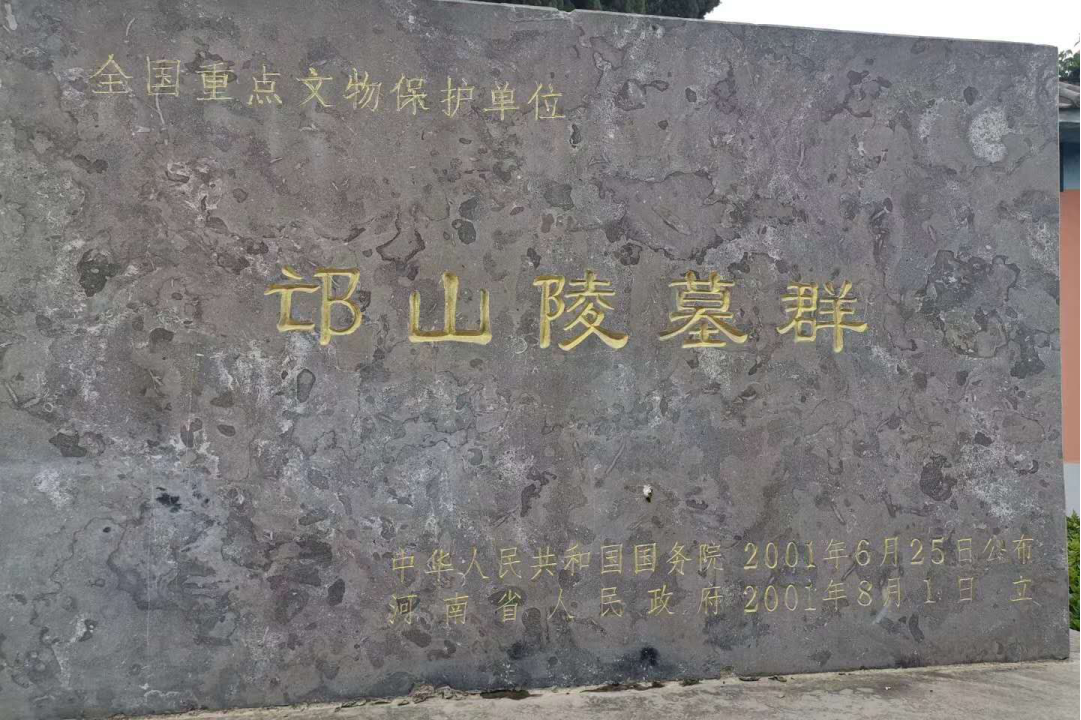 全国重点文物保护单位
邙山陵墓群
中华人民共和国国务院 2001年6月25日公布
河南省人民政府 2001年8月1日 立